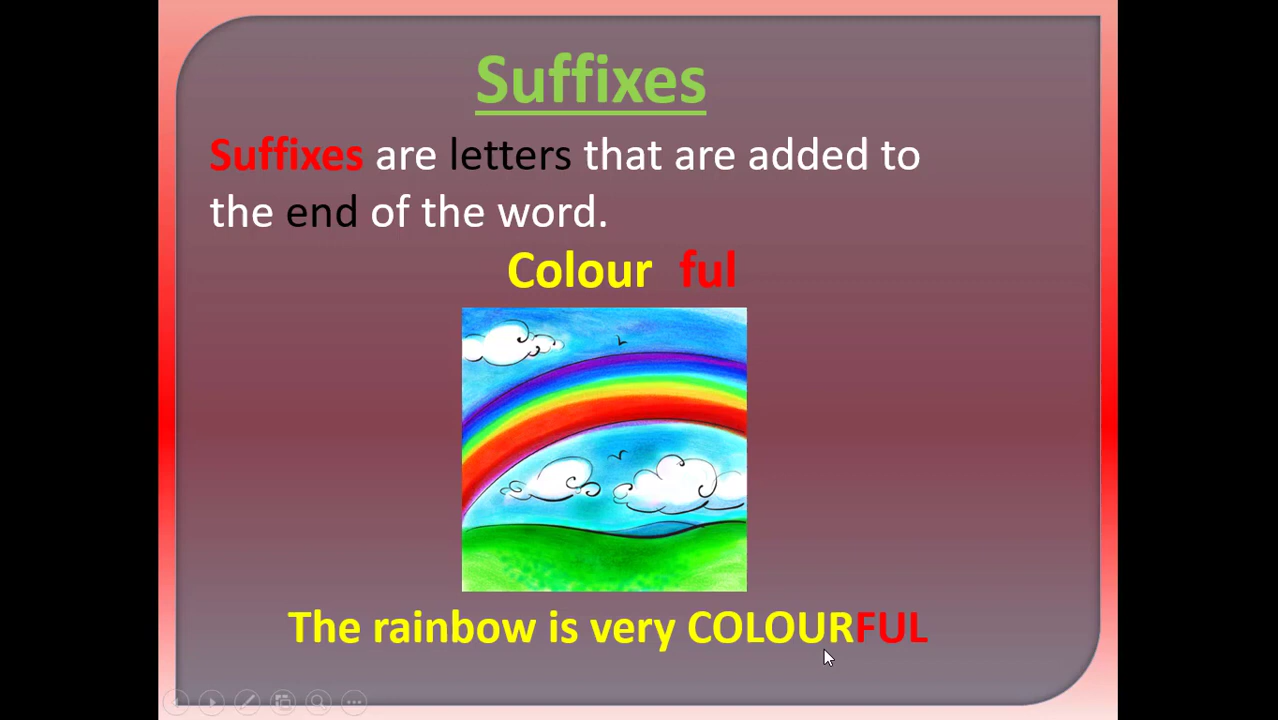 Suffixes
Suffixes are letters that are added to
the end of the word.
Colour ful
The rainbow is very COLOURFUL